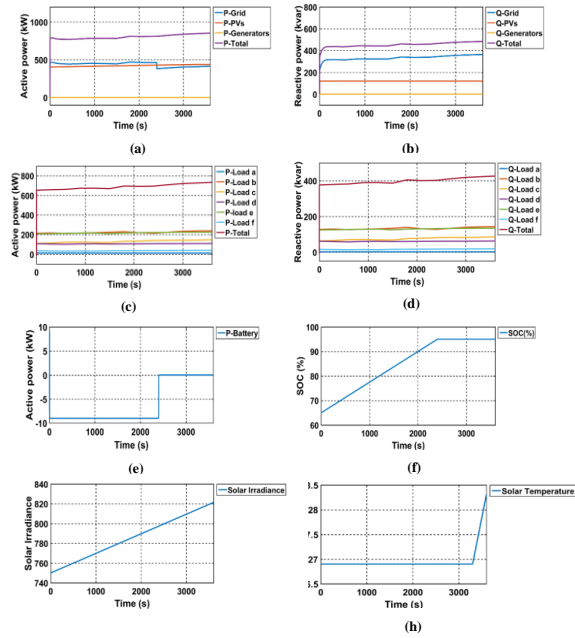 Active power (kW)
1000
500
0
0 1000 2000 3000
Time (s)
P-Grid
P-PVs
P-Generators
P-Total
(a)
Reactive power (kvar)
800
600
400
200
0
0 1000 2000 3000
Time (s)
Q-Grid
Q-PVs
Q-Generators
Q-Total
(b)
Active power (kW)
800
600
400
200
0
0 1000 2000 3000
Time (s)
P-Load a
P-Load b
P-Load c
P-Load d
P-load e
P-Load f
P-Total
(c)
Reactive power (kvar)
400
200
0
0 1000 2000 3000
Time (s)
Q-Load a
Q-Load b
Q-Load c
Q-Load d
Q-Load e
Q-Load f
Q-Total
(d)
Active power (kW)
10
5
0
-5
-10
0 1000 2000 3000
Time (s)
P-Battery
(e)
SOC (%)
100
90
80
70
60
0 1000 2000 3000
Time (s)
SOC(%)
(f)
Solar Irradiance
840
820
800
780
760
740
0 1000 2000 3000
Time (s)
Solar Irradiance
.5
28
.5
27
.5
0 1000 2000 3000
Time (s)
Solar Temperature
(h)